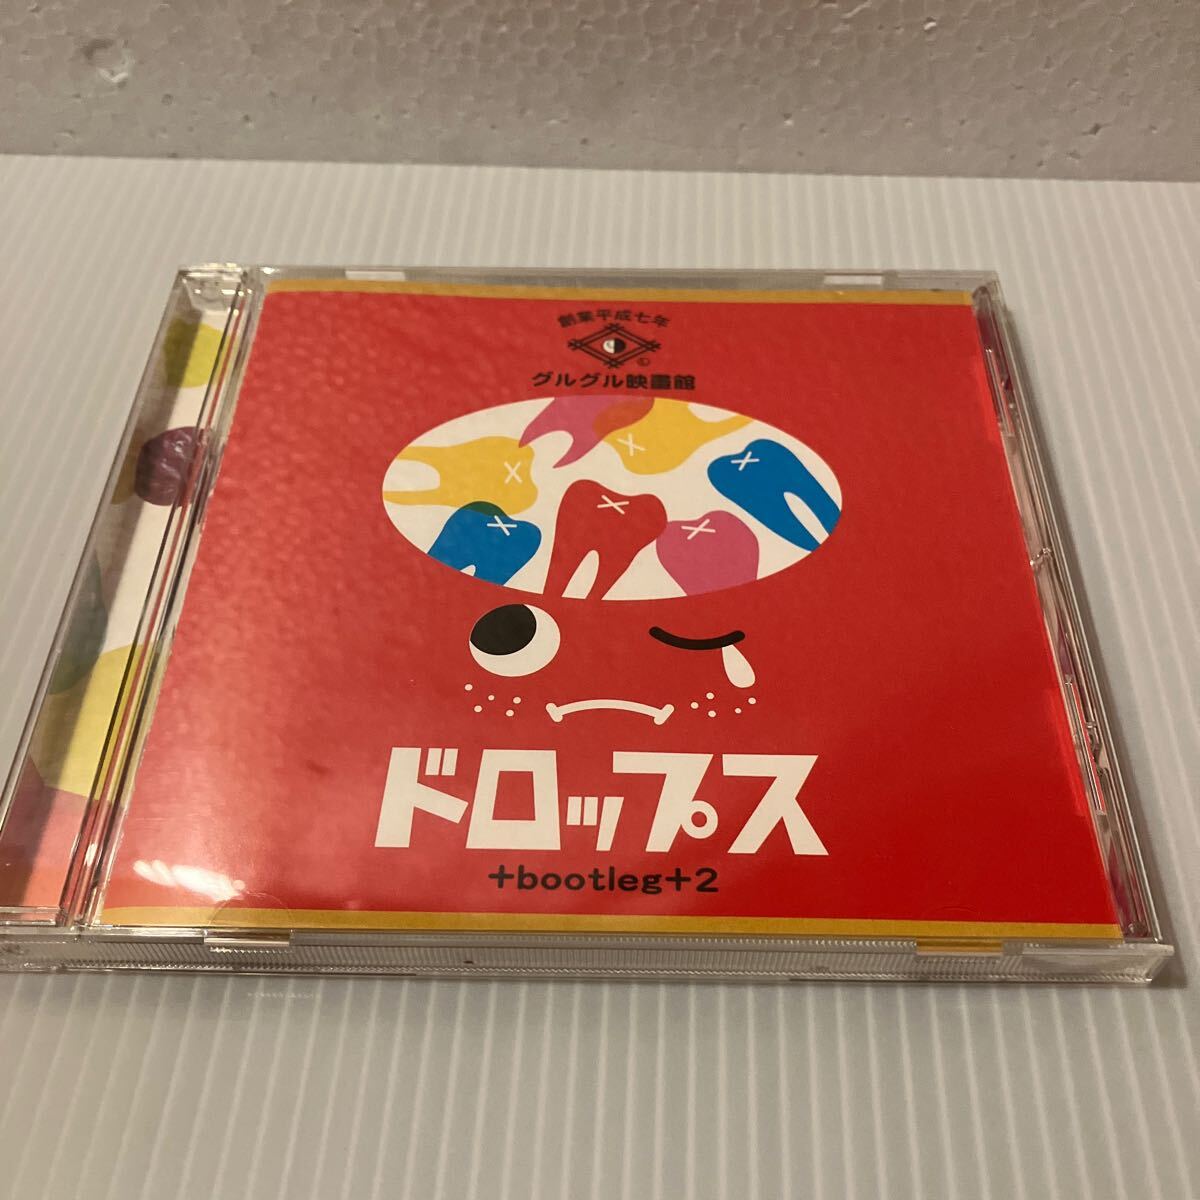 創業平成七年
グルグル映畫館
ドロップス
+bootleg+2